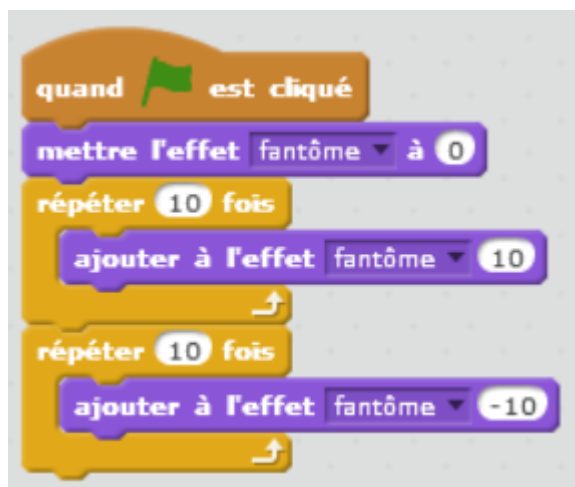 quand est cliqué
mettre l'effet fantôme à 0
répéter 10 fois
ajouter à l'effet fantôme 10
répéter 10 fois
ajouter à l'effet fantôme -10